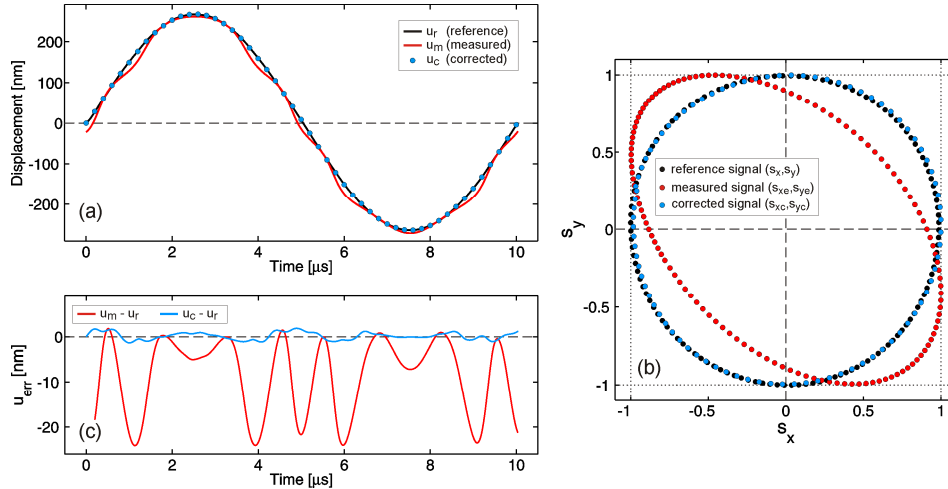 200
100
0
-100
-200
Displacement [nm]
u_r (reference)
u_m (measured)
u_c (corrected)
(a)
0 2 4 6 8 10
Time [μs]
u_m - u_r u_c - u_r
0
-10
-20
u_err [nm]
(c)
0 2 4 6 8 10
Time [μs]
1
0.5
0
-0.5
-1
s_y
reference signal (s_x,s_y)
measured signal (s_xe,s_ye)
corrected signal (s_xc,s_yc)
(b)
-1 -0.5 0 0.5 1
s_x